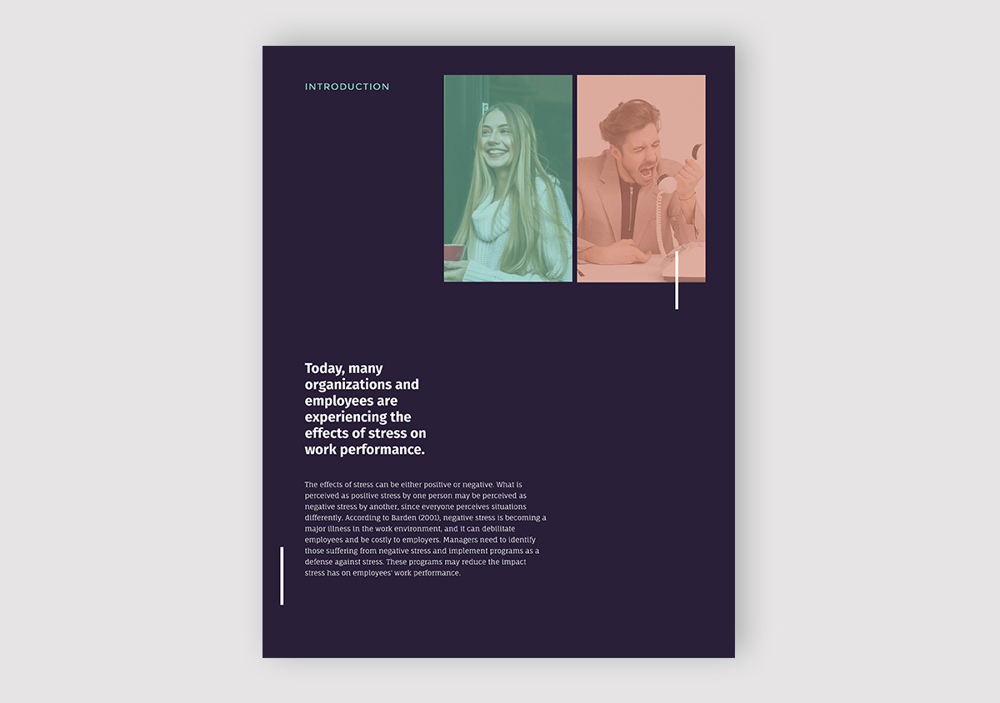 INTRODUCTION
Today, many
organizations and
employees are
experiencing the
effects of stress on
work performance.
The effects of stress can be either positive or negative. What is
perceived as positive stress by one person may be perceived as
negative stress by another, since everyone perceives situations
differently. According to Barden (2001), negative stress is becoming a
major illness in the work environment, and it can debilitate
employees and be costly to employers. Managers need to identify
those suffering from negative stress and implement programs as a
defense against stress. These programs may reduce the impact
stress has on employees' work performance.